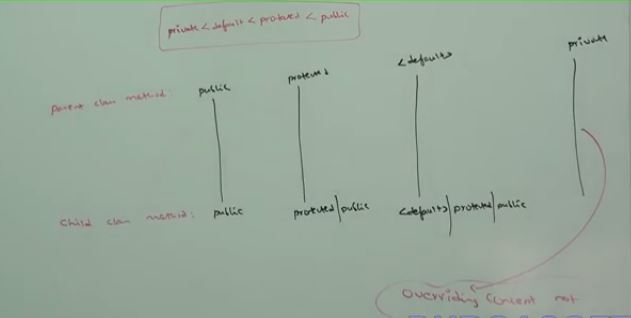 private < default < protected < public
private
<default>
protected
public
Parent class method:
Child class method: public protected|public <default>|protected|public
Overriding concept not